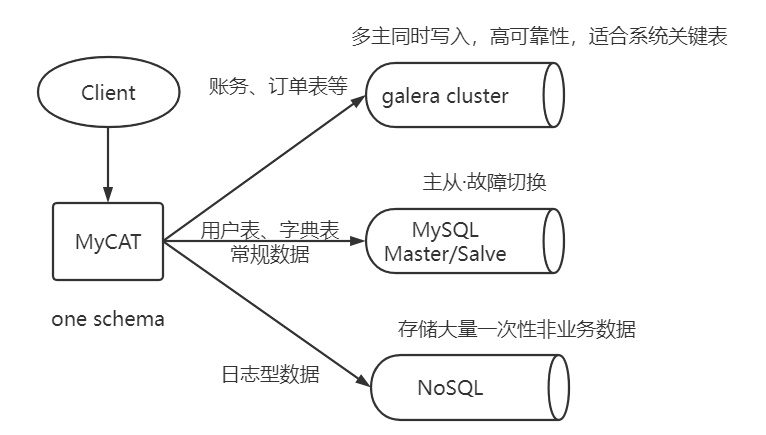 多主同时写入，高可靠性，适合系统关键表
Client
账务、订单表等
galera cluster
主从·故障切换
MyCAT
用户表、字典表
常规数据
MySQL
Master/Salve
one schema
存储大量一次性非业务数据
日志型数据
NoSQL